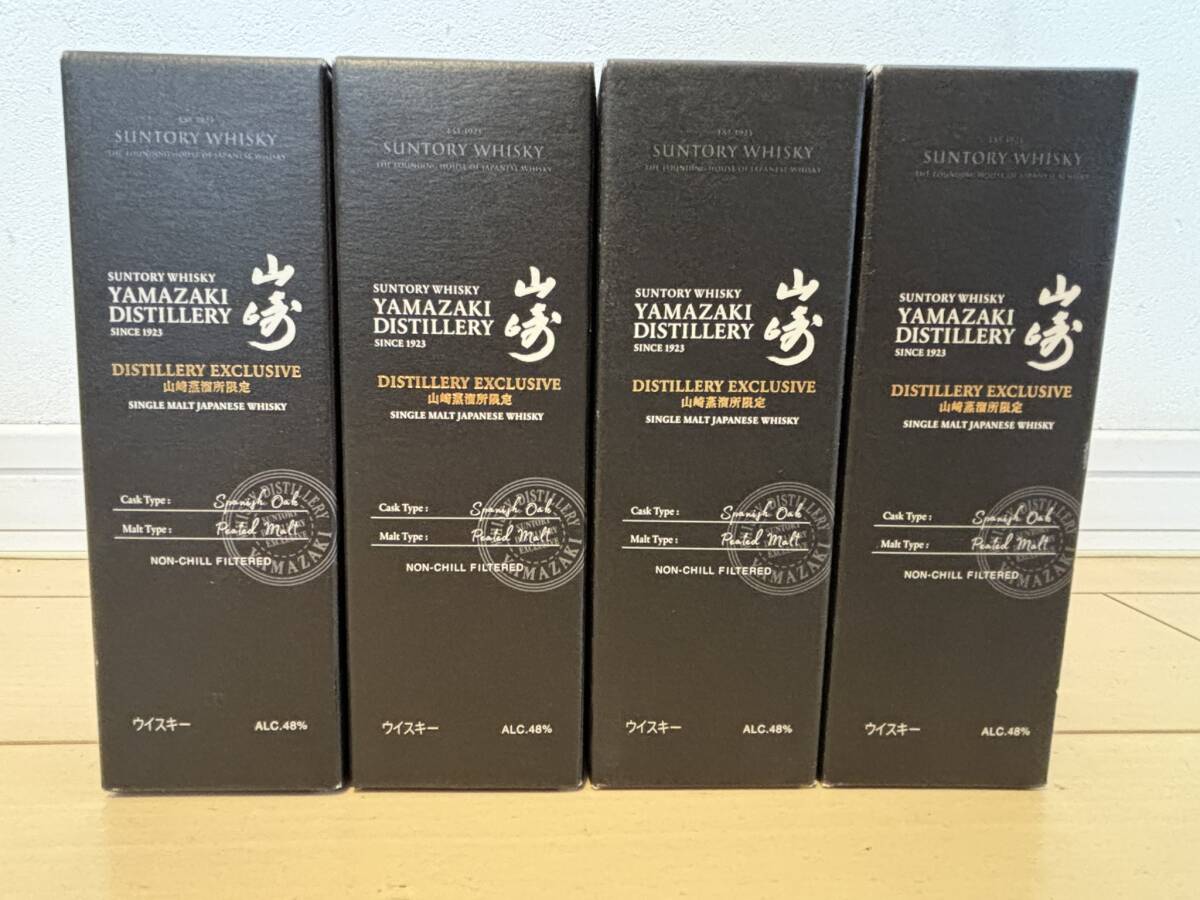 EST. 1923
SUNTORY WHISKY
THE FOUNDING HOUSE OF JAPANESE WHISKY
SUNTORY WHISKY
YAMAZAKI
DISTILLERY
SINCE 1923
山崎
DISTILLERY EXCLUSIVE
山崎蒸溜所限定
SINGLE MALT JAPANESE WHISKY
Cask Type : Spanish Oak
Malt Type : Peated Malt
NON-CHILL FILTERED
YAMAZAKI DISTILLERY
ウイスキー ALC.48%
EST. 1923
SUNTORY WHISKY
THE FOUNDING HOUSE OF JAPANESE WHISKY
SUNTORY WHISKY
YAMAZAKI
DISTILLERY
SINCE 1923
山崎
DISTILLERY EXCLUSIVE
山崎蒸溜所限定
SINGLE MALT JAPANESE WHISKY
Cask Type : Spanish Oak
Malt Type : Peated Malt
NON-CHILL FILTERED
YAMAZAKI DISTILLERY
ウイスキー ALC.48%
EST. 1923
SUNTORY WHISKY
THE FOUNDING HOUSE OF JAPANESE WHISKY
SUNTORY WHISKY
YAMAZAKI
DISTILLERY
SINCE 1923
山崎
DISTILLERY EXCLUSIVE
山崎蒸溜所限定
SINGLE MALT JAPANESE WHISKY
Cask Type : Spanish Oak
Malt Type : Peated Malt
NON-CHILL FILTERED
YAMAZAKI DISTILLERY
ウイスキー ALC.48%
EST. 1923
SUNTORY WHISKY
THE FOUNDING HOUSE OF JAPANESE WHISKY
SUNTORY WHISKY
YAMAZAKI
DISTILLERY
SINCE 1923
山崎
DISTILLERY EXCLUSIVE
山崎蒸溜所限定
SINGLE MALT JAPANESE WHISKY
Cask Type : Spanish Oak
Malt Type : Peated Malt
NON-CHILL FILTERED
YAMAZAKI DISTILLERY
ウイスキー ALC.48%